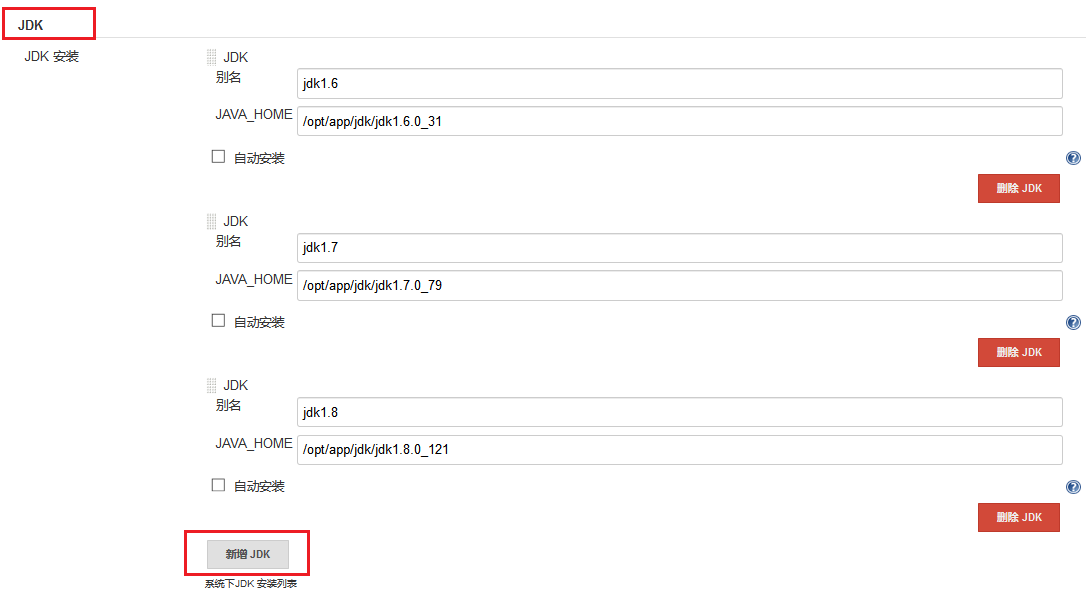 JDK
JDK 安装
JDK
别名
jdk1.6
JAVA_HOME
/opt/app/jdk/jdk1.6.0_31
自动安装
?
删除 JDK
JDK
别名
jdk1.7
JAVA_HOME
/opt/app/jdk/jdk1.7.0_79
自动安装
?
删除 JDK
JDK
别名
jdk1.8
JAVA_HOME
/opt/app/jdk/jdk1.8.0_121
自动安装
?
删除 JDK
新增 JDK
系统下JDK 安装列表